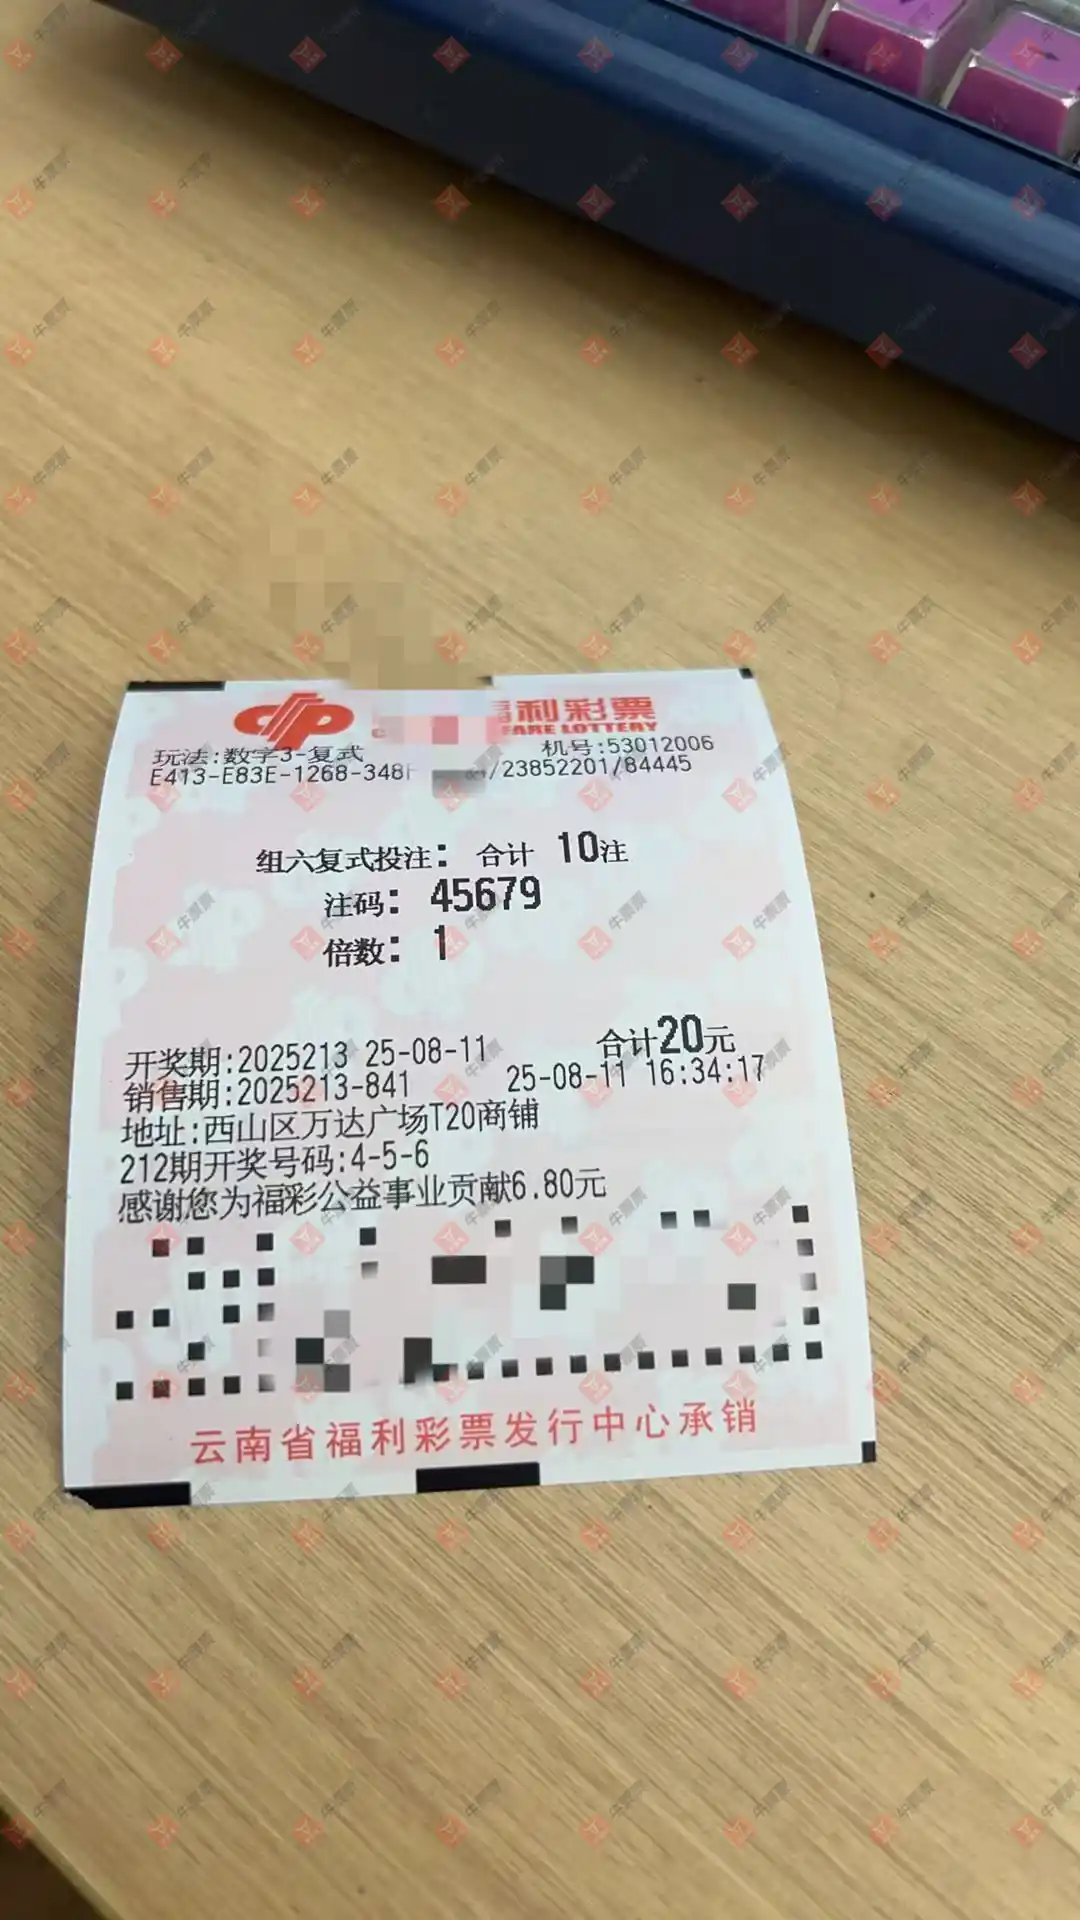 利彩票
FARE LOTTERY
玩法:数字3-复式
机号:53012006
E413-E83E-1268-348
/23852201/84445
组六复式投注: 合计 10注
注码: 45679
倍数: 1
合计20元
开奖期:2025213 25-08-11
销售期:2025213-841 25-08-11 16:34:17
地址:西山区万达广场T20商铺
212期开奖号码:4-5-6
感谢您为福彩公益事业贡献6.80元
云南省福利彩票发行中心承销
牛票票